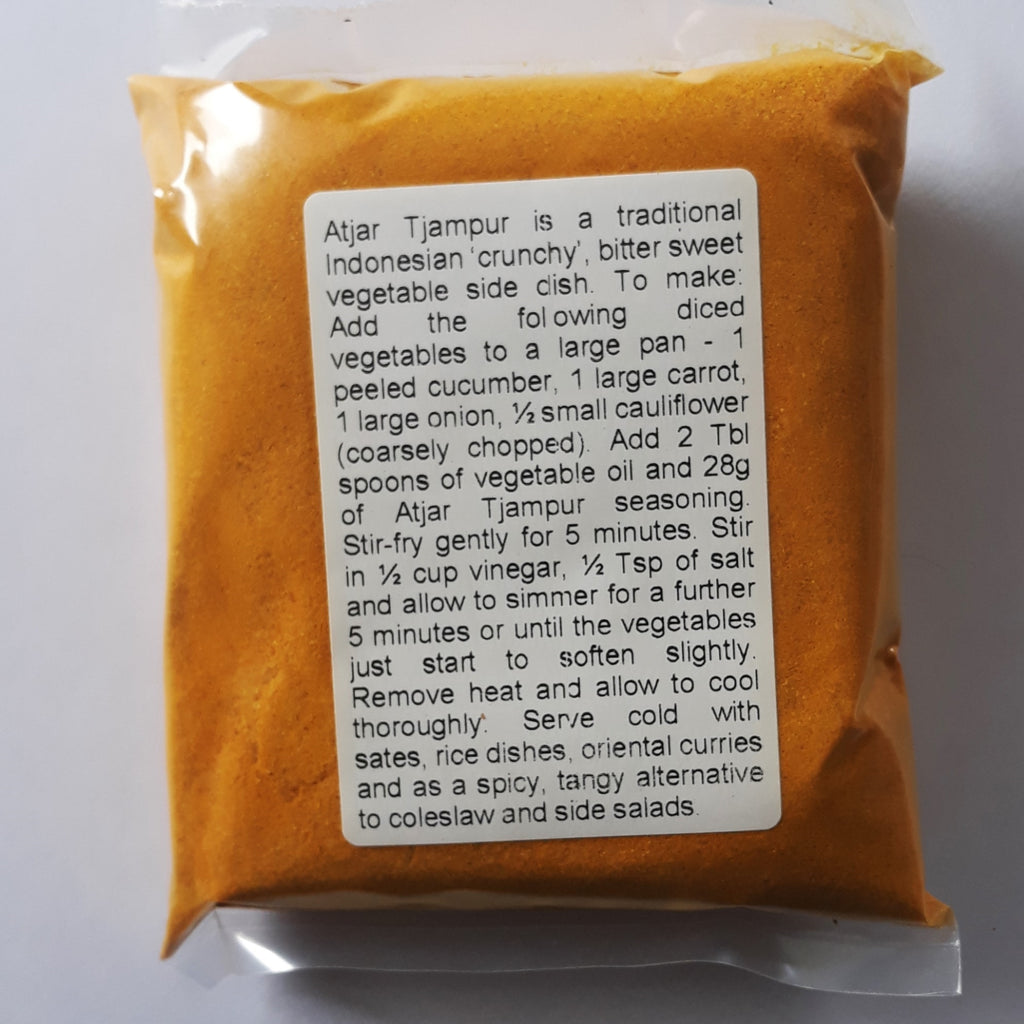 Atjar Tjampur is a traditional
Indonesian ‘crunchy’, bitter sweet
vegetable side dish. To make:
Add the following diced
vegetables to a large pan - 1
peeled cucumber, 1 large carrot,
1 large onion, ½ small cauliflower
(coarsely chopped). Add 2 Tbl
spoons of vegetable oil and 28g
of Atjar Tjampur seasoning.
Stir-fry gently for 5 minutes. Stir
in ½ cup vinegar, ½ Tsp of salt
and allow to simmer for a further
5 minutes or until the vegetables
just start to soften slightly.
Remove heat and allow to cool
thoroughly. Serve cold with
sates, rice dishes, oriental curries
and as a spicy, tangy alternative
to coleslaw and side salads.